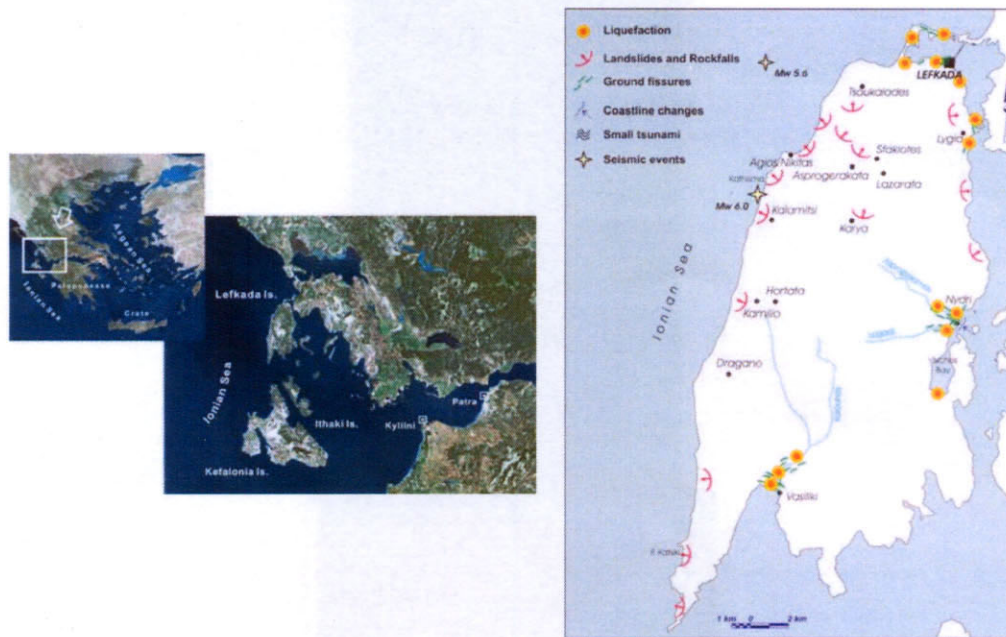 Aegean Sea
Peloponnese
Ionian Sea
Crete
Lefkada Is.
Ionian Sea
Ithaki Is.
Patra
Kyllini
Kefalonia Is.
Liquefaction
Landslides and Rockfalls
Ground fissures
Coastline changes
Small tsunami
Seismic events
Mw 5.6
LEFKADA
Tsoukalades
Lygia
Agios Nikitas
Sfakiotes
Kathisma
Asprogerakata
Lazarata
Mw 6.0
Kalamitsi
Karya
Ionian Sea
Hortata
Kamilio
Nydri
Dragano
Bay
Vasiliki
1 km 0 2 km